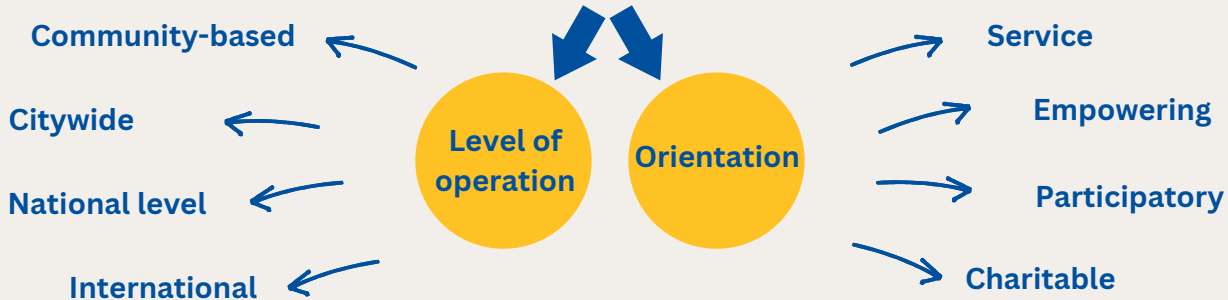 Community-based
Citywide
National level
International
Level of
operation
Orientation
Service
Empowering
Participatory
Charitable